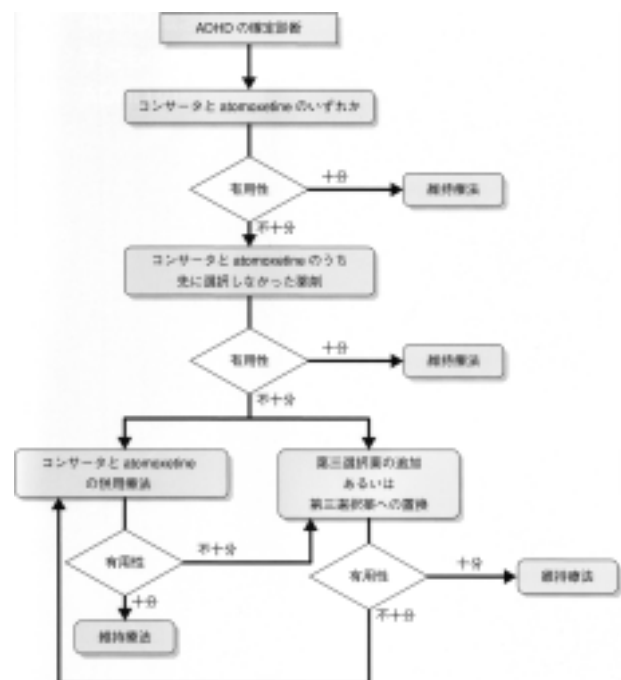 ADHD の確定診断
コンサータと atomoxetine のいずれか
有用性
十分
維持療法
不十分
コンサータと atomoxetine のうち
先に選択しなかった薬剤
有用性
十分
維持療法
不十分
コンサータと atomoxetine
の併用療法
第三選択薬の追加
あるいは
第三選択薬への置換
有用性
不十分
十分
維持療法
有用性
十分
維持療法
不十分